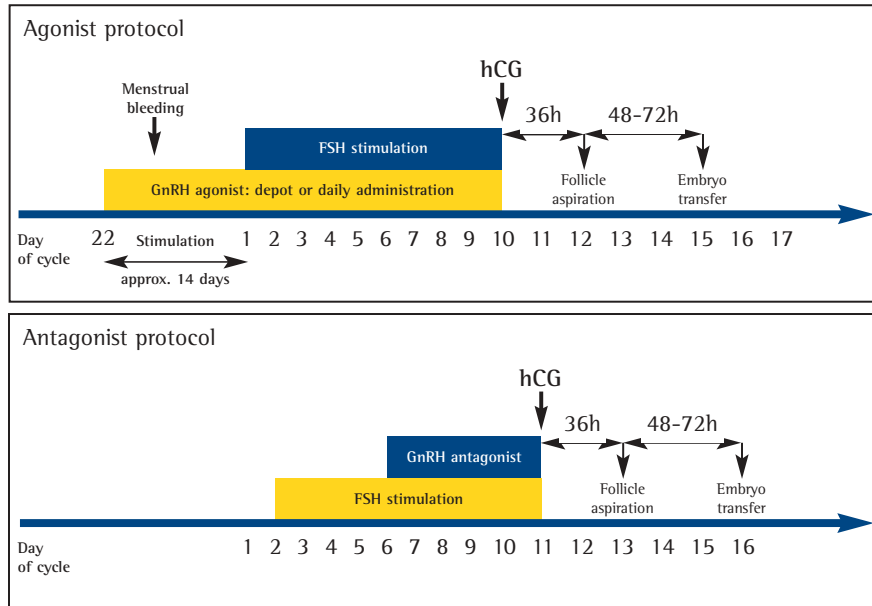 Agonist protocol
hCG
Menstrual
bleeding
36h
48-72h
FSH stimulation
GnRH agonist: depot or daily administration
Follicle
aspiration
Embryo
transfer
Day
of cycle
22 Stimulation 1 2 3 4 5 6 7 8 9 10 11 12 13 14 15 16 17
approx. 14 days
Antagonist protocol
hCG
36h
48-72h
GnRH antagonist
FSH stimulation
Follicle
aspiration
Embryo
transfer
Day
of cycle
1 2 3 4 5 6 7 8 9 10 11 12 13 14 15 16